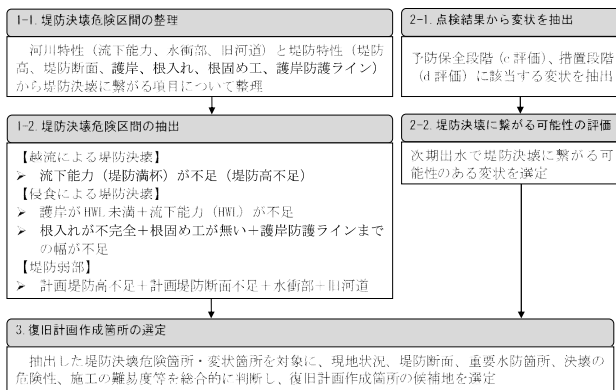 1-1. 堤防決壊危険区間の整理
河川特性（流下能力、水衝部、旧河道）と堤防特性（堤防
高、堤防断面、護岸、根入れ、根固め工、護岸防護ライン）
から堤防決壊に繋がる項目について整理
1-2. 堤防決壊危険区間の抽出
【越流による堤防決壊】
➢ 流下能力（堤防満杯）が不足（堤防高不足）
【侵食による堤防決壊】
➢ 護岸がHWL未満＋流下能力（HWL）が不足
➢ 根入れが不完全＋根固め工が無い＋護岸防護ラインまで
の幅が不足
【堤防弱部】
➢ 計画堤防高不足＋計画堤防断面不足＋水衝部＋旧河道
2-1. 点検結果から変状を抽出
予防保全段階（c評価）、措置段階
（d評価）に該当する変状を抽出
2-2. 堤防決壊に繋がる可能性の評価
次期出水で堤防決壊に繋がる可
能性のある変状を選定
3. 復旧計画作成箇所の選定
抽出した堤防決壊危険箇所・変状箇所を対象に、現地状況、堤防断面、重要水防箇所、決壊の
危険性、施工の難易度等を総合的に判断し、復旧計画作成箇所の候補地を選定